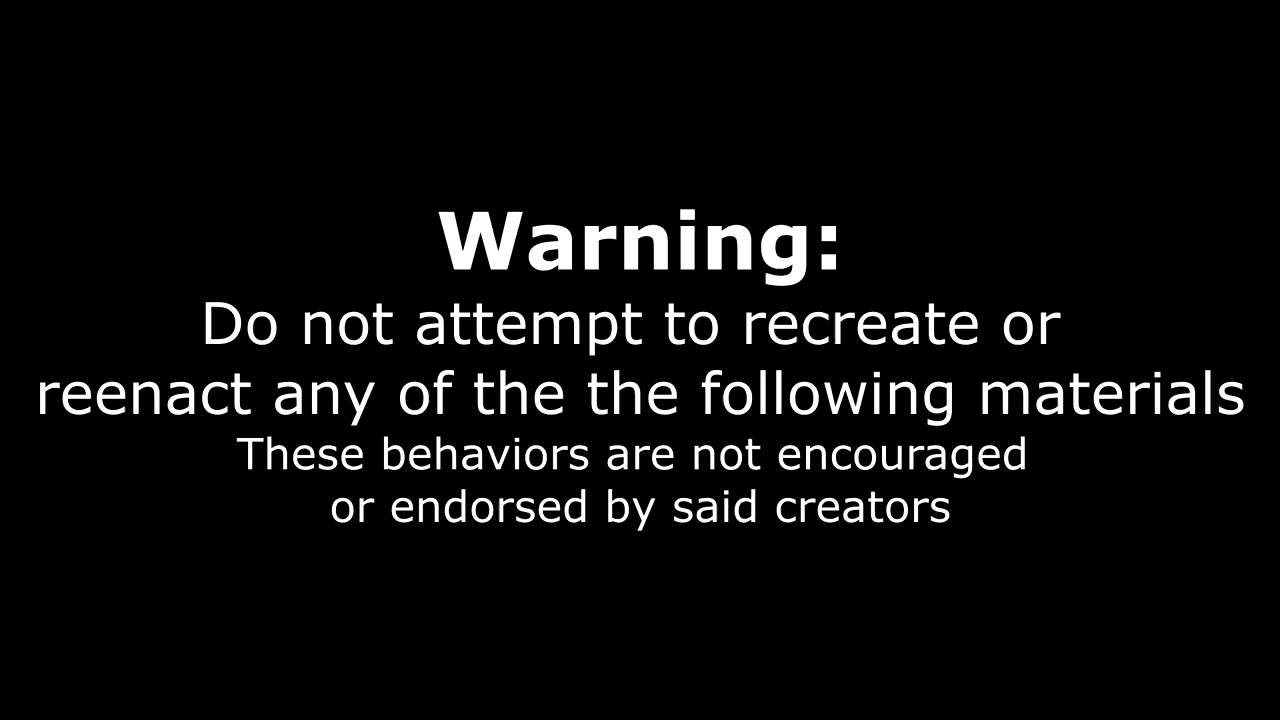 Warning:
Do not attempt to recreate or
reenact any of the the following materials
These behaviors are not encouraged
or endorsed by said creators